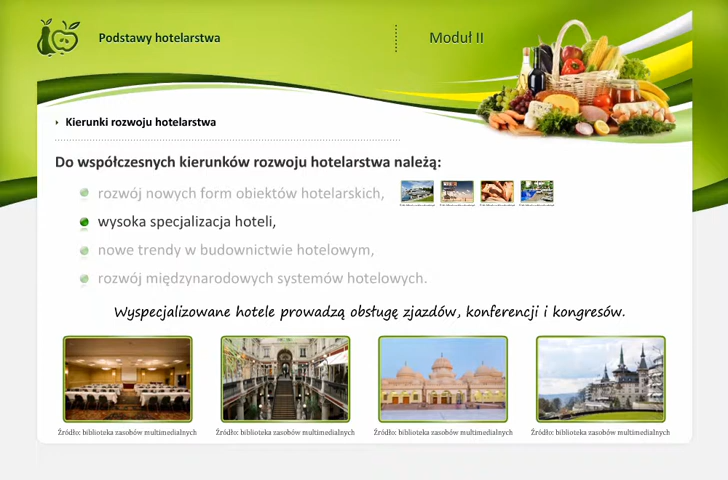 Podstawy hotelarstwa
Moduł II
Kierunki rozwoju hotelarstwa
Do współczesnych kierunków rozwoju hotelarstwa należą:
rozwój nowych form obiektów hotelarskich,
wysoka specjalizacja hoteli,
nowe trendy w budownictwie hotelowym,
rozwój międzynarodowych systemów hotelowych.
Wyspecjalizowane hotele prowadzą obsługę zjazdów, konferencji i kongresów.
Źródło: biblioteka zasobów multimedialnych
Źródło: biblioteka zasobów multimedialnych
Źródło: biblioteka zasobów multimedialnych
Źródło: biblioteka zasobów multimedialnych